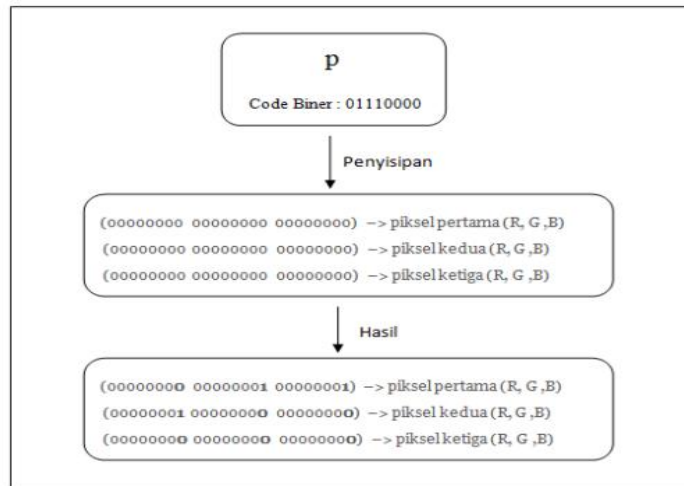 p
Code Biner : 01110000
Penyisipan
(00000000 00000000 00000000) -> piksel pertama (R, G ,B)
(00000000 00000000 00000000) -> piksel kedua (R, G ,B)
(00000000 00000000 00000000) -> piksel ketiga (R, G ,B)
Hasil
(00000000 00000001 00000001) -> piksel pertama (R, G ,B)
(00000001 00000000 00000000) -> piksel kedua (R, G ,B)
(00000000 00000000 00000000) -> piksel ketiga (R, G ,B)